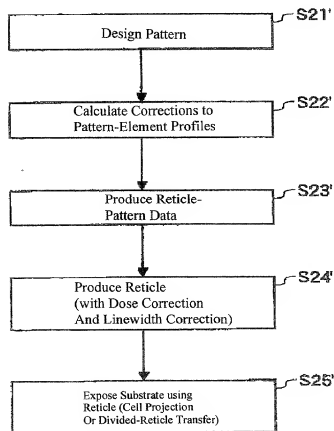 S21'
Design Pattern
S22'
Calculate Corrections to
Pattern-Element Profiles
S23'
Produce Reticle-
Pattern Data
S24'
Produce Reticle
(with Dose Correction
And Linewidth Correction)
S25'
Expose Substrate using
Reticle (Cell Projection
Or Divided-Reticle Transfer)